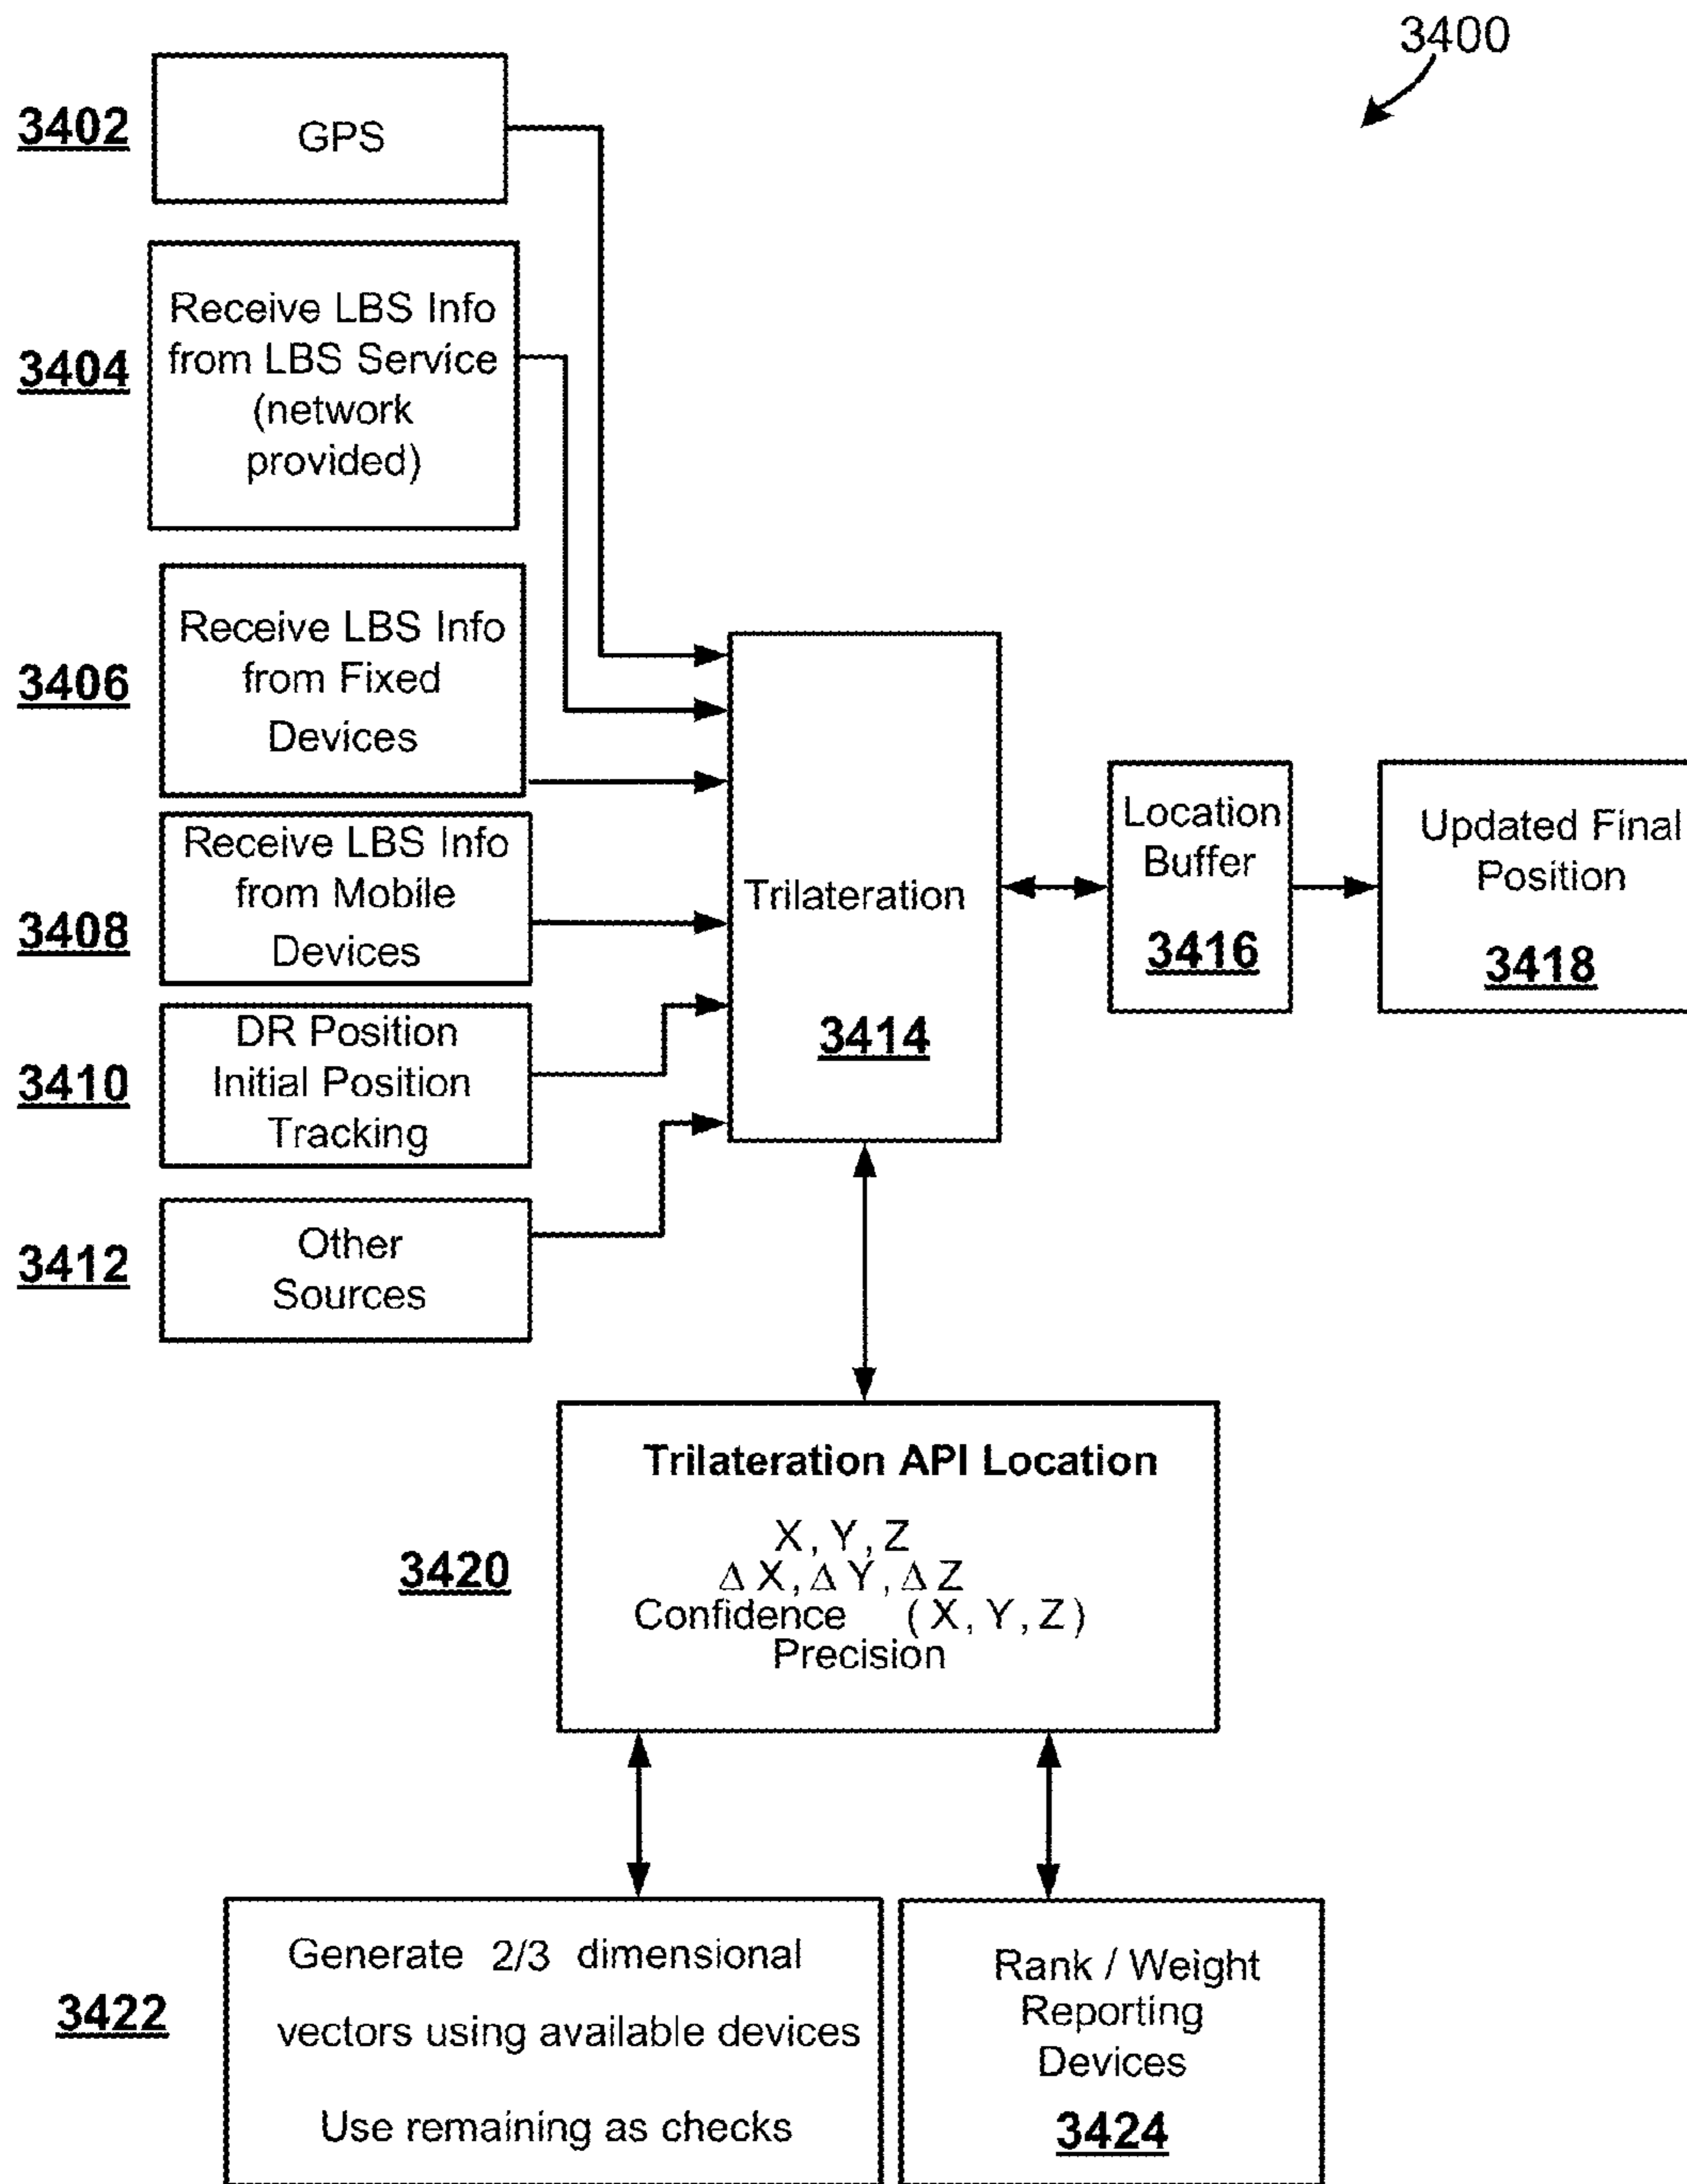 3400
3402
GPS
3404
Receive LBS Info
from LBS Service
(network
provided)
3406
Receive LBS Info
from Fixed
Devices
3408
Receive LBS Info
from Mobile
Devices
3410
DR Position
Initial Position
Tracking
3412
Other
Sources
Trilateration
3414
Location
Buffer
3416
Updated Final
Position
3418
3420
Trilateration API Location
X, Y, Z
Δ X, Δ Y, Δ Z
Confidence (X, Y, Z)
Precision
3422
Generate 2/3 dimensional
vectors using available devices
Use remaining as checks
Rank / Weight
Reporting
Devices
3424